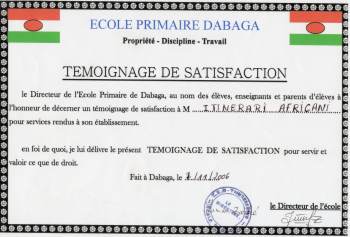 ECOLE PRIMAIRE DABAGA
Propriété - Discipline - Travail
TEMOIGNAGE DE SATISFACTION
le Directeur de l'Ecole Primaire de Dabaga, au nom des élèves, enseignants et parents d'élèves à
l'honneur de décerner un témoignage de satisfaction à M ITINERARI AFRICANI
pour services rendus à son établissement.
en foi de quoi, je lui délivre le présent TEMOIGNAGE DE SATISFACTION pour servir et
valoir ce que de droit.
Fait à Dabaga, le /11/2006
le Directeur de l'école